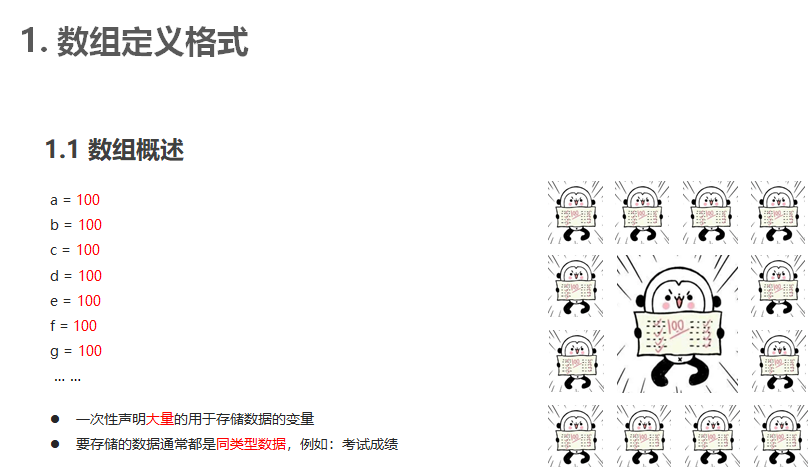 1. 数组定义格式
1.1 数组概述
a = 100
b = 100
c = 100
d = 100
e = 100
f = 100
g = 100
... ...
● 一次性声明大量的用于存储数据的变量
● 要存储的数据通常都是同类型数据，例如：考试成绩
100